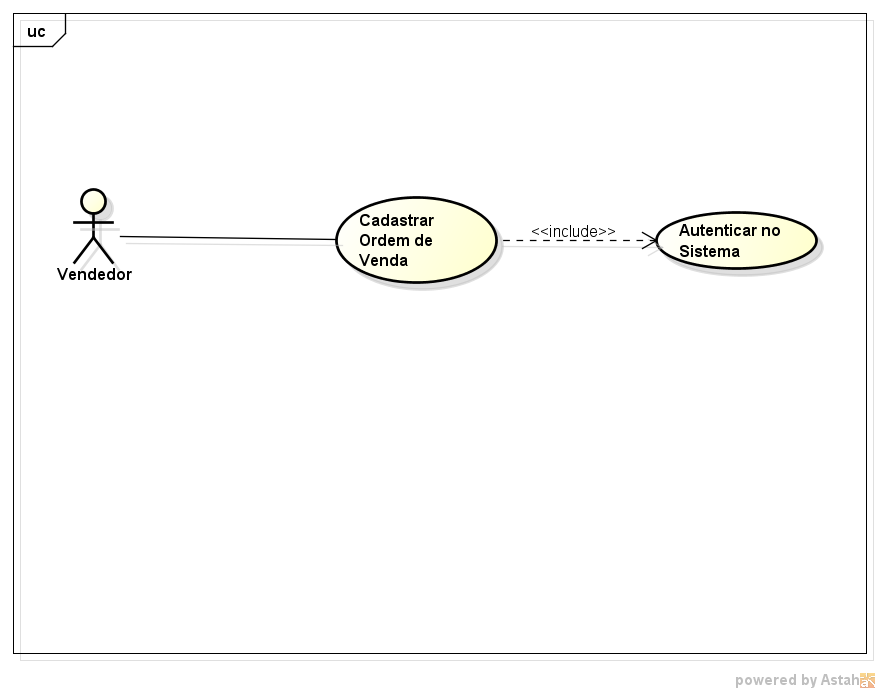 uc
Cadastrar
Ordem de
Venda
<<include>>
Autenticar no
Sistema
Vendedor
powered by Astah